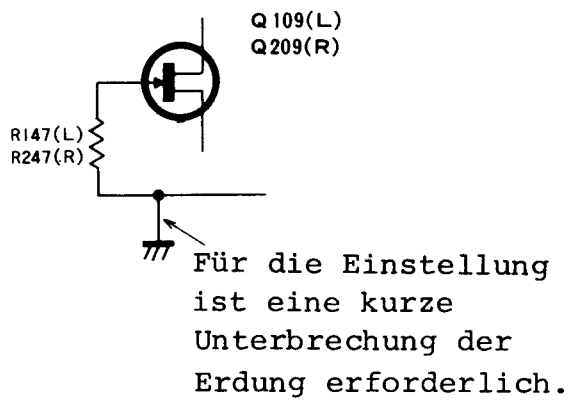 Q109(L)
Q209(R)
R147(L)
R247(R)
Für die Einstellung
ist eine kurze
Unterbrechung der
Erdung erforderlich.